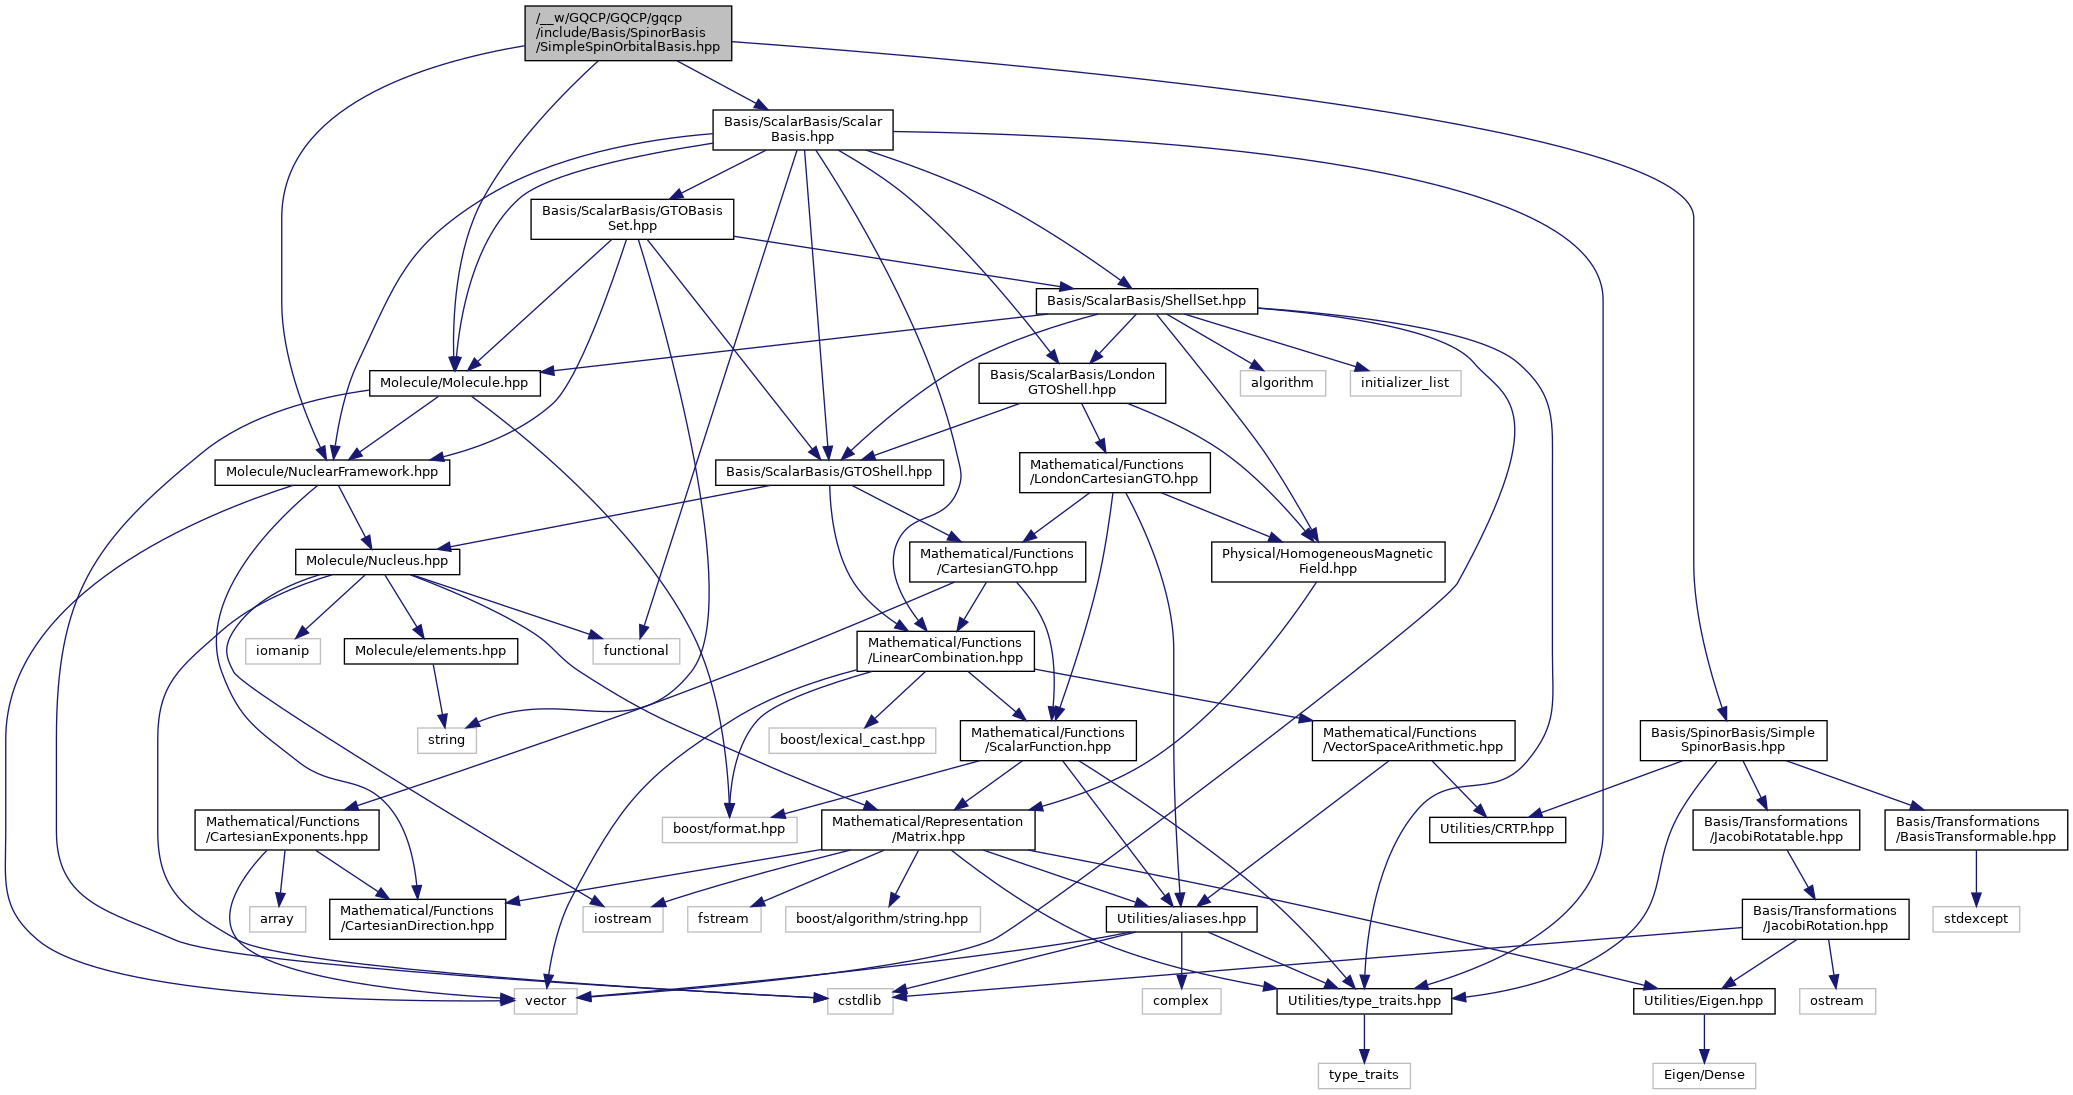 /__w/GQCP/GQCP/gqcp
/include/Basis/SpinorBasis
/SimpleSpinOrbitalBasis.hpp
Basis/ScalarBasis/Scalar
Basis.hpp
Basis/ScalarBasis/GTOBasis
Set.hpp
Basis/ScalarBasis/ShellSet.hpp
Molecule/Molecule.hpp
Basis/ScalarBasis/London
GTOShell.hpp
algorithm
initializer_list
Molecule/NuclearFramework.hpp
Basis/ScalarBasis/GTOShell.hpp
Mathematical/Functions
/LondonCartesianGTO.hpp
Molecule/Nucleus.hpp
Mathematical/Functions
/CartesianGTO.hpp
Physical/HomogeneousMagnetic
Field.hpp
iomanip
Molecule/elements.hpp
functional
Mathematical/Functions
/LinearCombination.hpp
string
boost/lexical_cast.hpp
Mathematical/Functions
/ScalarFunction.hpp
Mathematical/Functions
/VectorSpaceArithmetic.hpp
Basis/SpinorBasis/Simple
SpinorBasis.hpp
Mathematical/Functions
/CartesianExponents.hpp
boost/format.hpp
Mathematical/Representation
/Matrix.hpp
Utilities/CRTP.hpp
Basis/Transformations
/JacobiRotatable.hpp
Basis/Transformations
/BasisTransformable.hpp
array
Mathematical/Functions
/CartesianDirection.hpp
iostream
fstream
boost/algorithm/string.hpp
Utilities/aliases.hpp
Basis/Transformations
/JacobiRotation.hpp
stdexcept
vector
cstdlib
complex
Utilities/type_traits.hpp
Utilities/Eigen.hpp
ostream
type_traits
Eigen/Dense